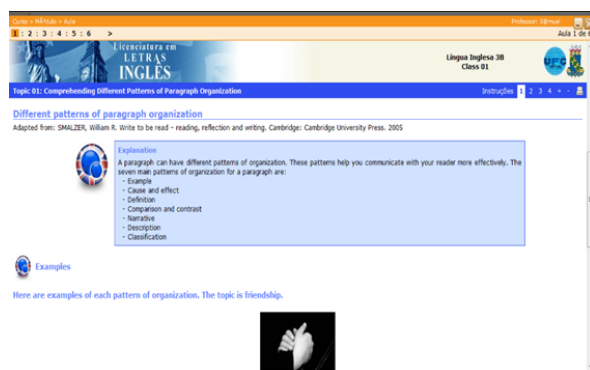 Curso > Módulo > Aula
Professor: Samuel
1 : 2 : 3 : 4 : 5 : 6 >
Aula 1 de 6
Licenciatura em
LETRAS
INGLÊS
Lingua Inglesa 3B
Class 01
UFC
Topic 01: Comprehending Different Patterns of Paragraph Organization
Instruções 1 2 3 4 + -
Different patterns of paragraph organization
Adapted from: SMALZER, William R. Write to be read - reading, reflection and writing. Cambridge: Cambridge University Press. 2005
Explanation
A paragraph can have different patterns of organization. These patterns help you communicate with your reader more effectively. The
seven main patterns of organization for a paragraph are:
- Example
- Cause and effect
- Definition
- Comparison and contrast
- Narrative
- Description
- Classification
Examples
Here are examples of each pattern of organization. The topic is friendship.